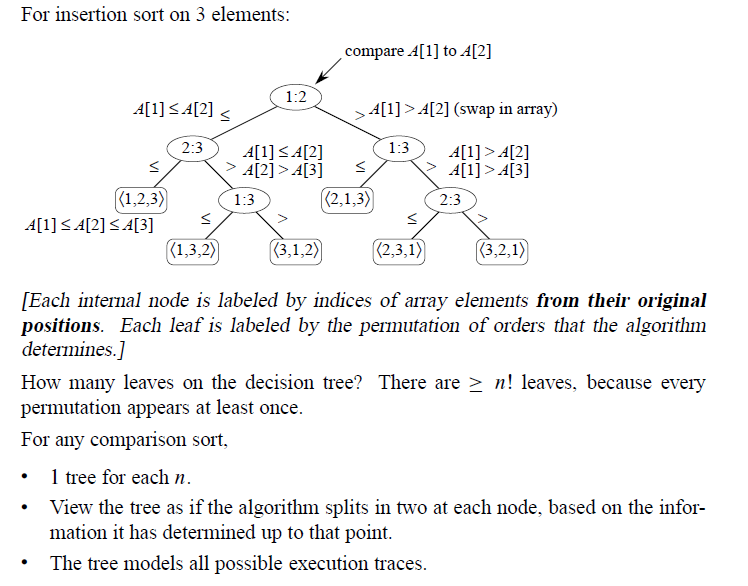 For insertion sort on 3 elements:
compare A[1] to A[2]
1:2
A[1] ≤ A[2] ≤
> A[1] > A[2] (swap in array)
2:3
A[1] ≤ A[2]
1:3
A[1] > A[2]
≤
> A[2] > A[3]
≤
> A[1] > A[3]
⟨1,2,3⟩
1:3
⟨2,1,3⟩
2:3
A[1] ≤ A[2] ≤ A[3]
≤
>
≤
>
⟨1,3,2⟩
⟨3,1,2⟩
⟨2,3,1⟩
⟨3,2,1⟩
[Each internal node is labeled by indices of array elements from their original
positions. Each leaf is labeled by the permutation of orders that the algorithm
determines.]
How many leaves on the decision tree? There are ≥ n! leaves, because every
permutation appears at least once.
For any comparison sort,
• 1 tree for each n.
• View the tree as if the algorithm splits in two at each node, based on the infor-
mation it has determined up to that point.
• The tree models all possible execution traces.